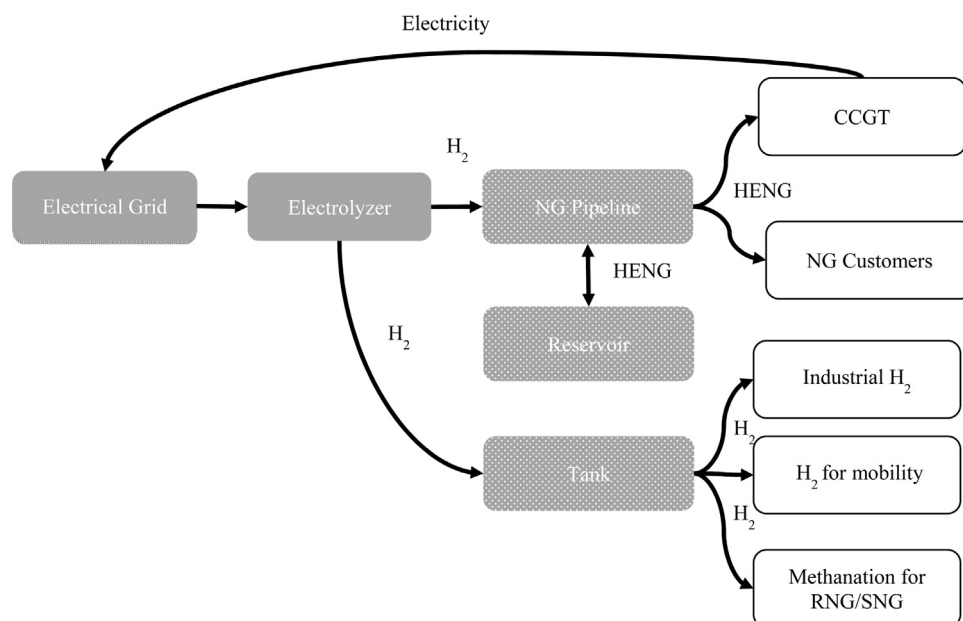 Electricity
CCGT
H₂
HENG
Electrical Grid
Electrolyzer
NG Pipeline
NG Customers
HENG
H₂
Reservoir
Industrial H₂
H₂
Tank
H₂ for mobility
H₂
Methanation for
RNG/SNG